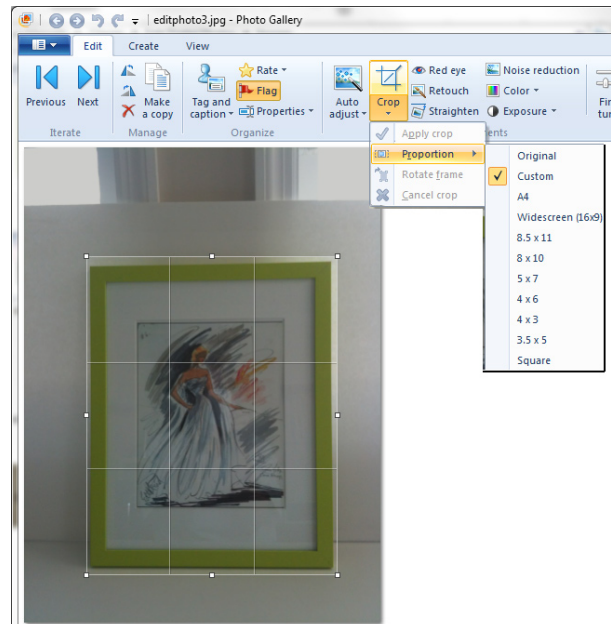 editphoto3.jpg - Photo Gallery
Edit Create View
Previous
Next
Make
a copy
Tag and
caption
Rate
Flag
Properties
Auto
adjust
Crop
Red eye
Retouch
Straighten
Noise reduction
Color
Exposure
Iterate
Manage
Organize
Apply crop
Proportion
Rotate frame
Cancel crop
Original
Custom
A4
Widescreen (16x9)
8.5 x 11
8 x 10
5 x 7
4 x 6
4 x 3
3.5 x 5
Square